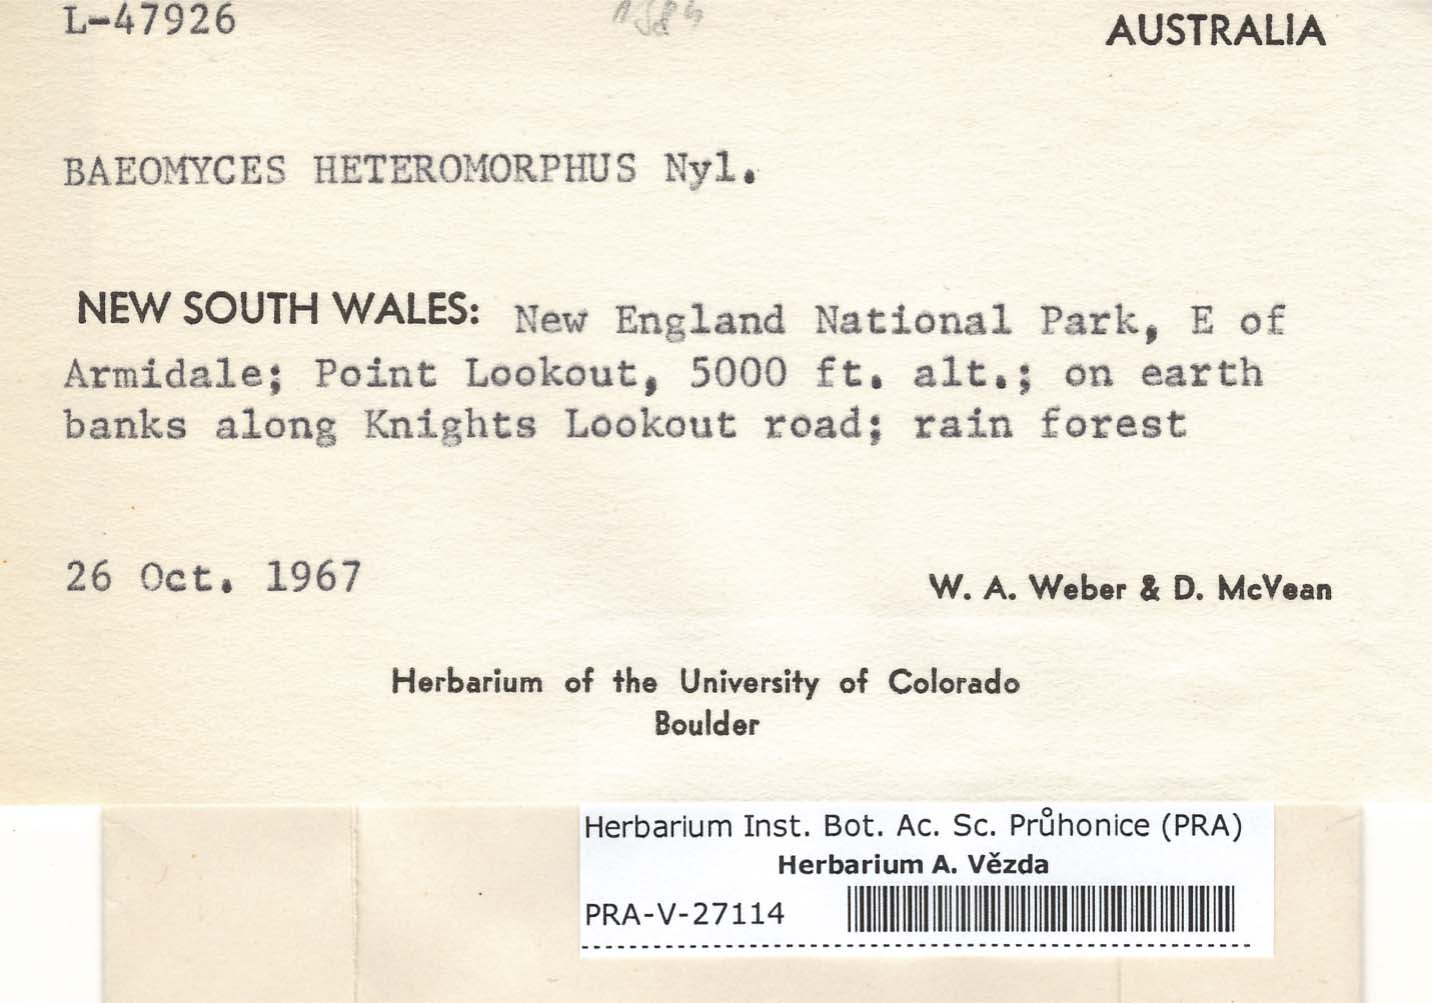 L-47926
AUSTRALIA
BAEOMYCES HETEROMORPHUS Nyl.
NEW SOUTH WALES: New England National Park, E of
Armidale; Point Lookout, 5000 ft. alt.; on earth
banks along Knights Lookout road; rain forest
26 Oct. 1967
W. A. Weber & D. McVean
Herbarium of the University of Colorado
Boulder
Herbarium Inst. Bot. Ac. Sc. Průhonice (PRA)
Herbarium A. Vězda
PRA-V-27114